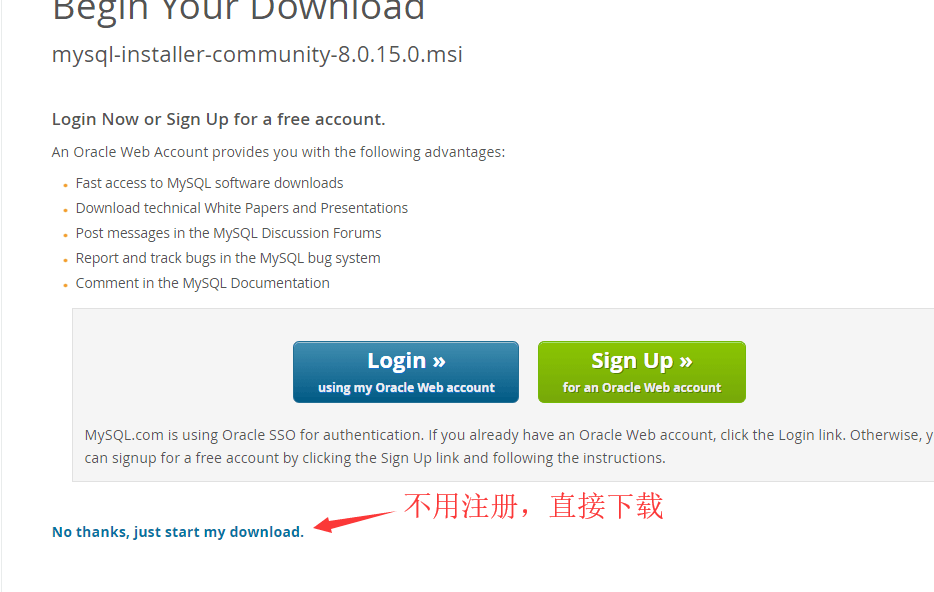 Begin Your Download
mysql-installer-community-8.0.15.0.msi
Login Now or Sign Up for a free account.
An Oracle Web Account provides you with the following advantages:
Fast access to MySQL software downloads
Download technical White Papers and Presentations
Post messages in the MySQL Discussion Forums
Report and track bugs in the MySQL bug system
Comment in the MySQL Documentation
Login »
using my Oracle Web account
Sign Up »
for an Oracle Web account
MySQL.com is using Oracle SSO for authentication. If you already have an Oracle Web account, click the Login link. Otherwise, y
can signup for a free account by clicking the Sign Up link and following the instructions.
不用注册，直接下载
No thanks, just start my download.